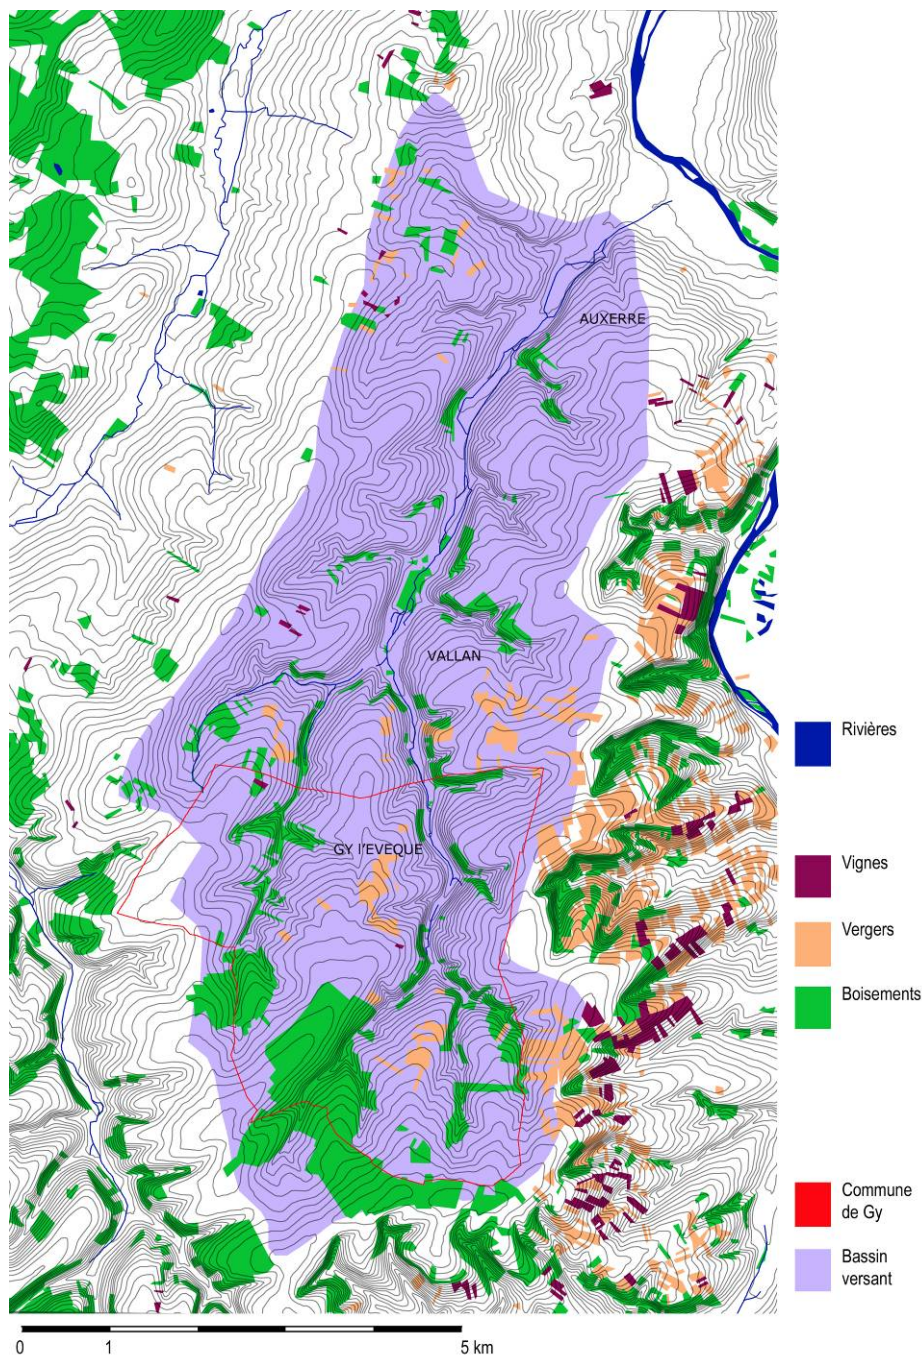 AUXERRE
VALLAN
GY l'EVEQUE
Rivières
Vignes
Vergers
Boisements
Commune
de Gy
Bassin
versant
0 1 5 km